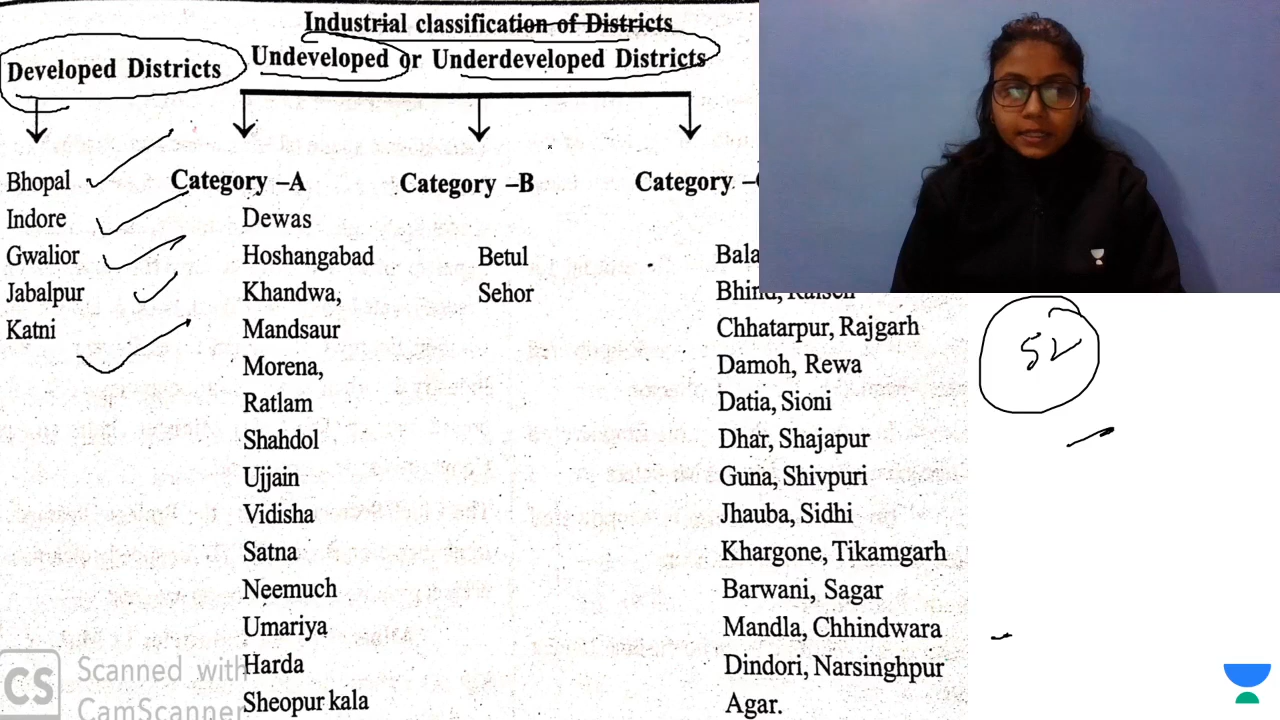 Industrial classification of Districts
Developed Districts
Undeveloped or Underdeveloped Districts
Category -A
Category -B
Category -
Bhopal
Indore
Gwalior
Jabalpur
Katni
Dewas
Hoshangabad
Khandwa,
Mandsaur
Morena,
Ratlam
Shahdol
Ujjain
Vidisha
Satna
Neemuch
Umariya
Harda
Sheopur kala
Betul
Sehor
Bala
Bhind, Raisen
Chhatarpur, Rajgarh
Damoh, Rewa
Datia, Sioni
Dhar, Shajapur
Guna, Shivpuri
Jhauba, Sidhi
Khargone, Tikamgarh
Barwani, Sagar
Mandla, Chhindwara
Dindori, Narsinghpur
Agar.
52
CS
Scanned with
CamScanner